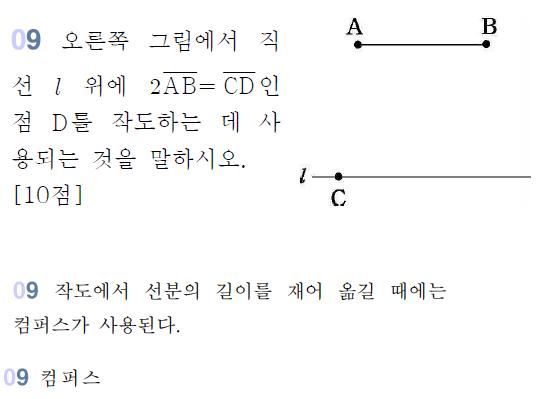 09 오른쪽 그림에서 직
선 l 위에 2AB=CD인
점 D를 작도하는 데 사
용되는 것을 말하시오.
[10점]
A B
l
C
09 작도에서 선분의 길이를 재어 옮길 때에는
컴퍼스가 사용된다.
09 컴퍼스